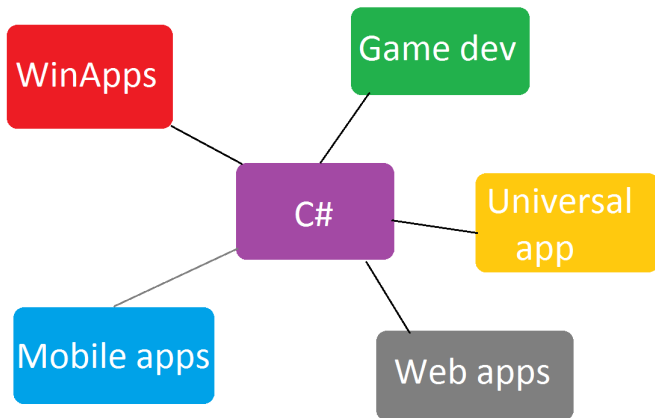 Game dev
WinApps
C#
Universal
app
Mobile apps
Web apps